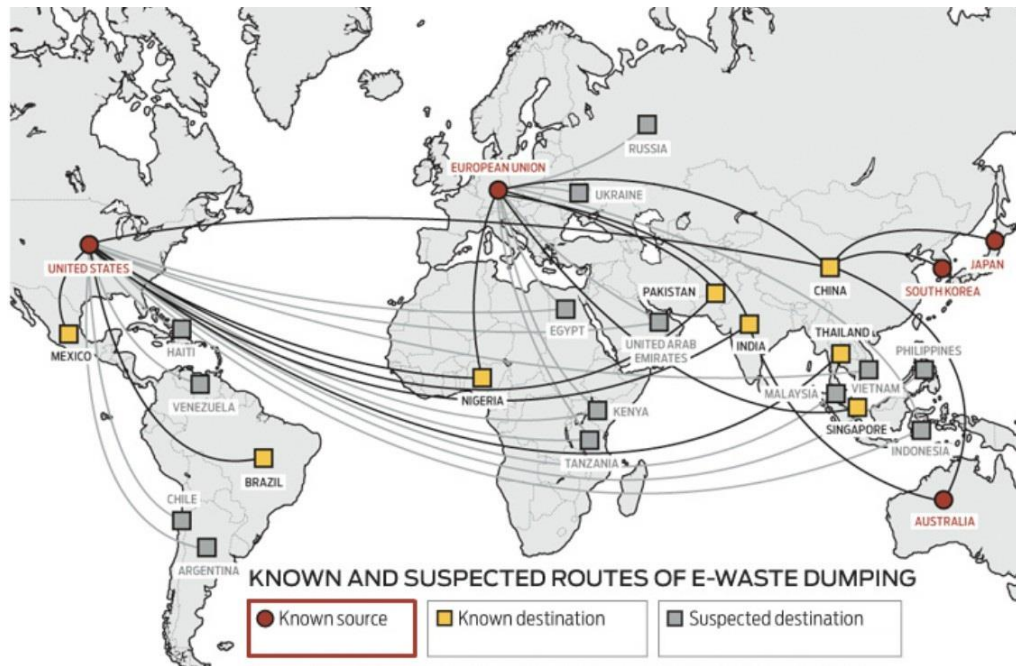 RUSSIA
EUROPEAN UNION
UKRAINE
UNITED STATES
JAPAN
CHINA
SOUTH KOREA
PAKISTAN
EGYPT
UNITED ARAB
EMIRATES
INDIA
THAILAND
PHILIPPINES
MEXICO
HAITI
VENEZUELA
NIGERIA
KENYA
MALAYSIA
VIETNAM
SINGAPORE
INDONESIA
TANZANIA
BRAZIL
CHILE
ARGENTINA
AUSTRALIA
KNOWN AND SUSPECTED ROUTES OF E-WASTE DUMPING
Known source
Known destination
Suspected destination